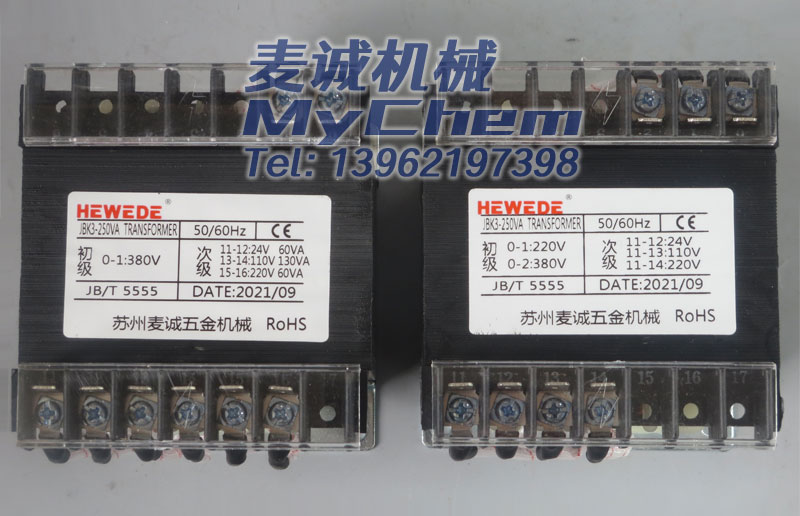 麦诚机械
MyChem
Tel: 13962197398
HEWEDE®
JBK3-250VA TRANSFORMER 50/60Hz CE
初级 0-1:380V
次级 11-12:24V 60VA
13-14:110V 130VA
15-16:220V 60VA
JB/T 5555 DATE:2021/09
苏州麦诚五金机械 RoHS
HEWEDE®
JBK3-250VA TRANSFORMER 50/60Hz CE
初级 0-1:220V
0-2:380V
次级 11-12:24V
11-13:110V
11-14:220V
JB/T 5555 DATE:2021/09
苏州麦诚五金机械 RoHS
11 12 13 14 15 16 17